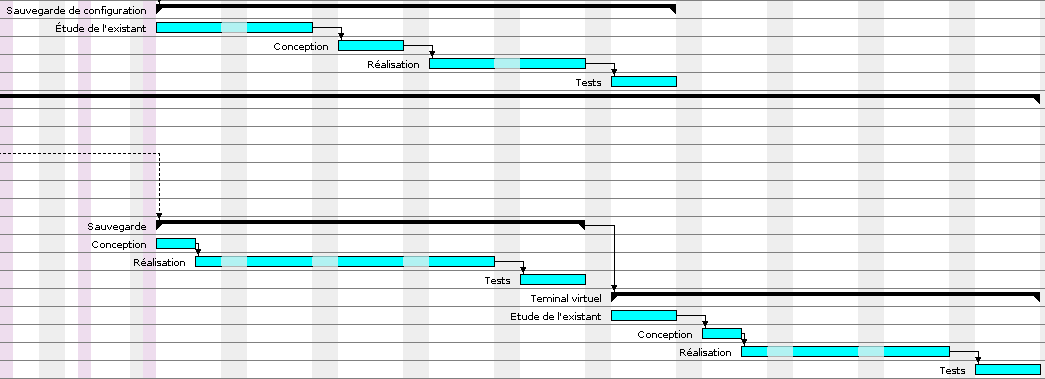 Sauvegarde de configuration
Étude de l'existant
Conception
Réalisation
Tests
Sauvegarde
Conception
Réalisation
Tests
Teminal virtuel
Etude de l'existant
Conception
Réalisation
Tests